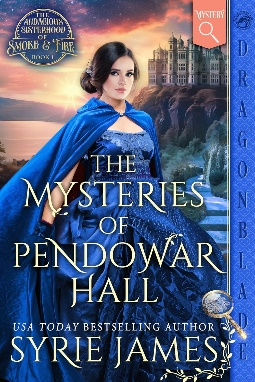 THE
AUDACIOUS
SISTERHOOD OF
SMOKE & FIRE
BOOK 1
MYSTERY
DRAGONBLADE
THE
MYSTERIES
OF
PENDOWAR
HALL
USA TODAY BESTSELLING AUTHOR
SYRIE JAMES